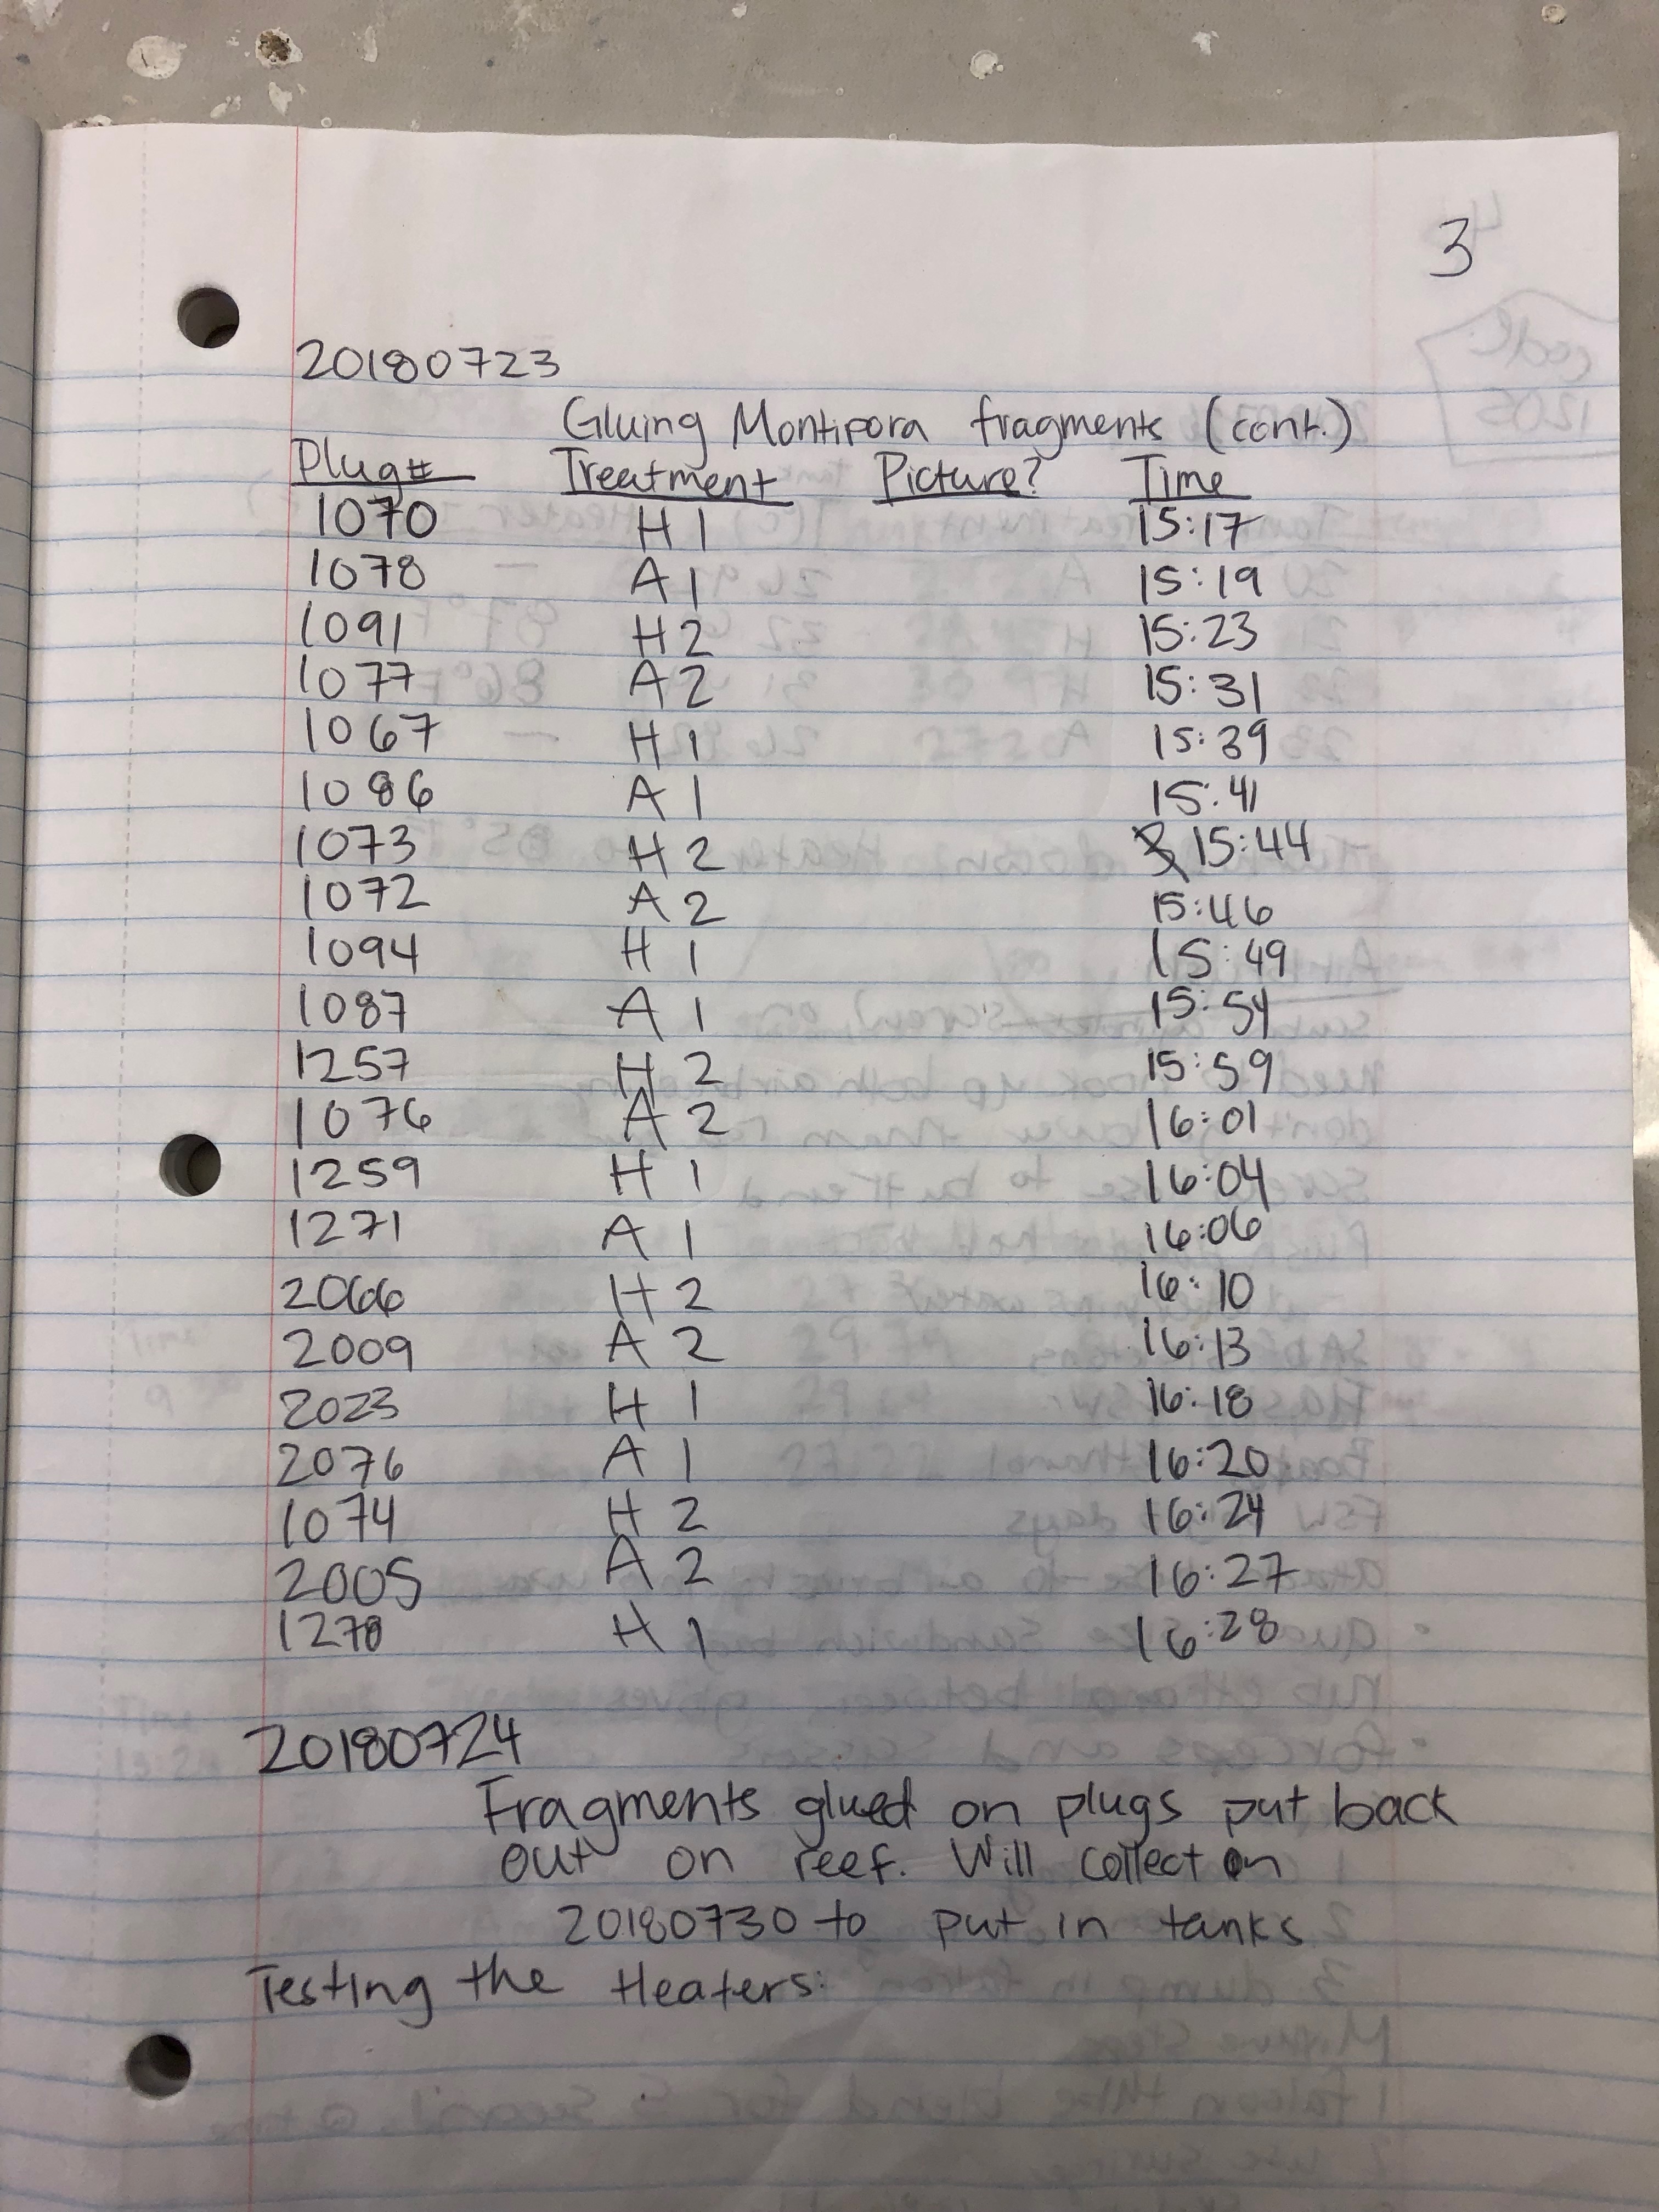 3
20180723
Gluing Montipora fragments (cont.)
Plug# Treatment Picture? Time
1070 H1 15:17
1078 A1 15:19
1091 H2 15:23
1077 A2 15:31
1067 H1 15:39
1086 A1 15:41
1073 H2 15:44
1072 A2 15:46
1094 H1 15:49
1087 A1 15:54
1257 H2 15:59
1076 A2 16:01
1259 H1 16:04
1271 A1 16:06
2066 H2 16:10
2009 A2 16:13
2023 H1 16:18
2076 A1 16:20
1074 H2 16:24
2005 A2 16:27
H1 16:28
20180724
Fragments glued on plugs put back
out on reef. Will collect on
20180730 to put in tanks
Testing the Heaters: